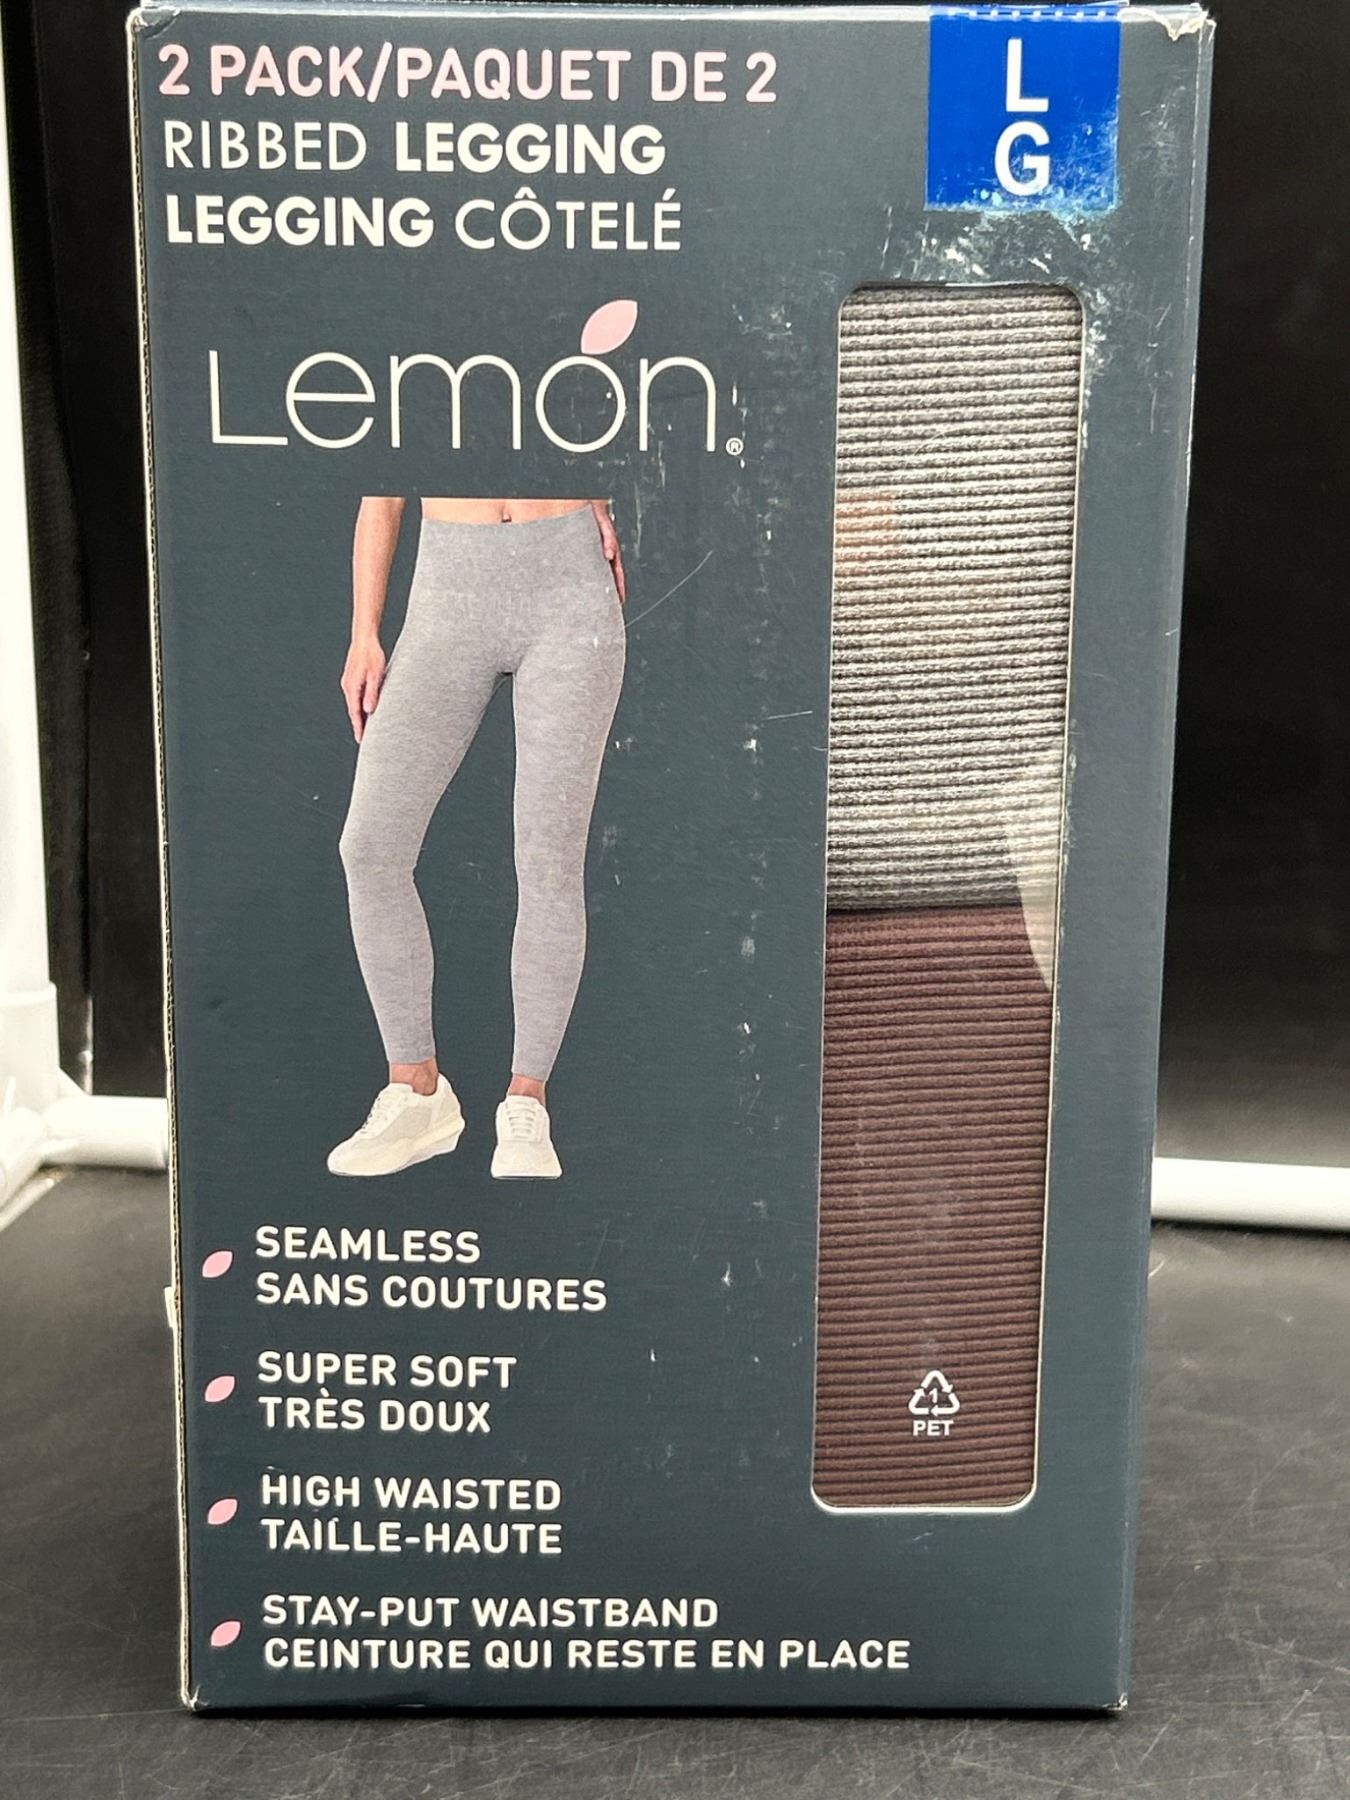 2 PACK/PAQUET DE 2
RIBBED LEGGING
LEGGING CÔTELÉ
L
G
Lemon®
SEAMLESS
SANS COUTURES
SUPER SOFT
TRÈS DOUX
HIGH WAISTED
TAILLE-HAUTE
STAY-PUT WAISTBAND
CEINTURE QUI RESTE EN PLACE
1
PET